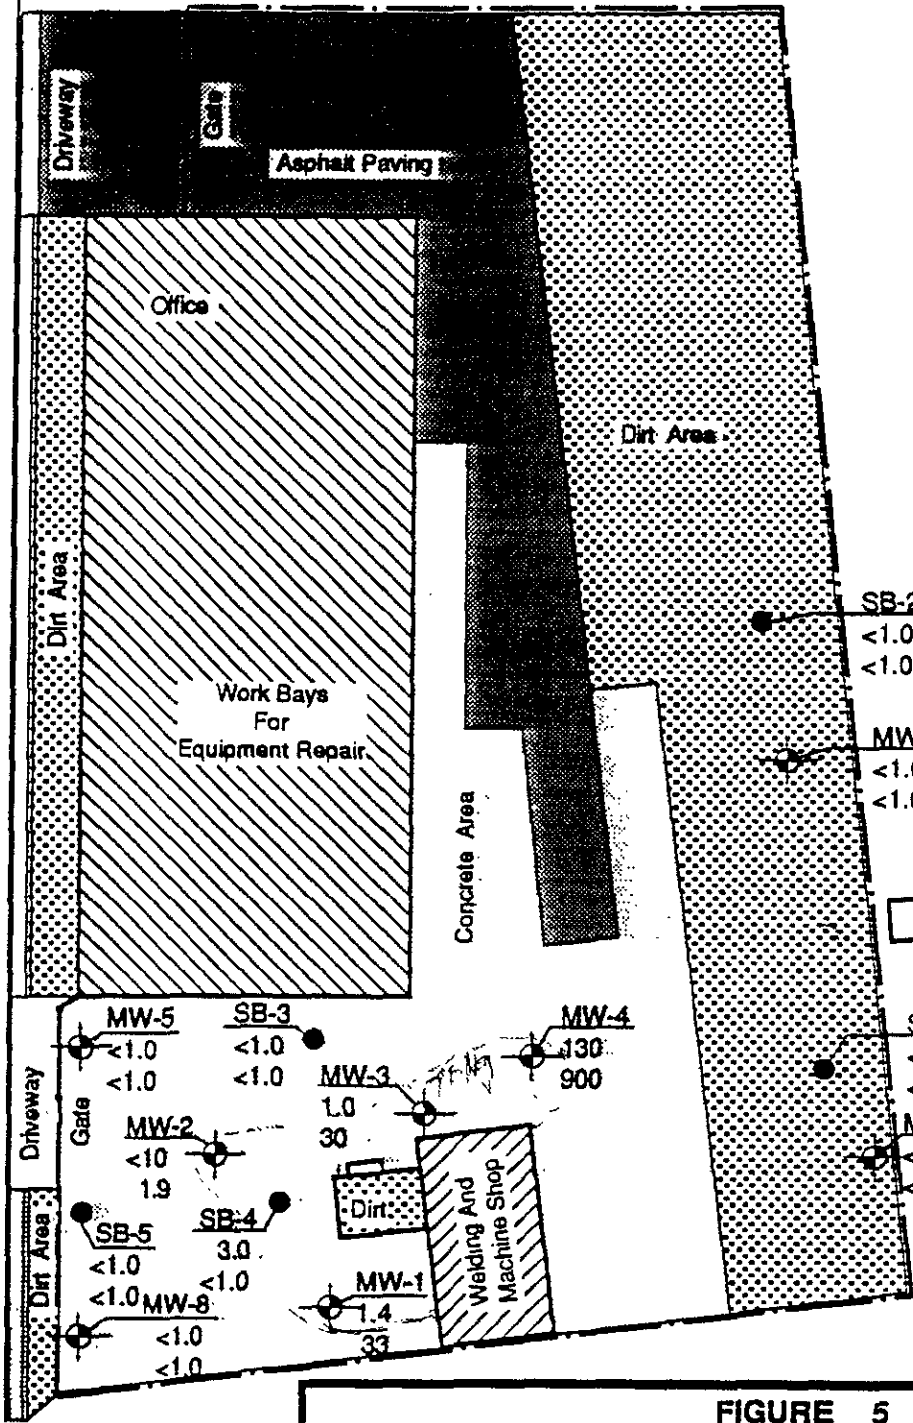 Driveway
Gate
Asphalt Paving
Office
Dirt Area
Dirt Area
Work Bays
For
Equipment Repair
Concrete Area
SB-2
<1.0
<1.0
MW
<1.0
<1.0
MW-5
<1.0
<1.0
SB-3
<1.0
<1.0
MW-4
130
900
MW-3
1.0
30
Driveway
Gate
MW-2
<10
1.9
SB-4
3.0
<1.0
SB-5
<1.0
<1.0
Dirt
Welding And
Machine Shop
Dirt Area
MW-1
1.4
33
MW-8
<1.0
<1.0
S
<
<
M
<
<
FIGURE 5